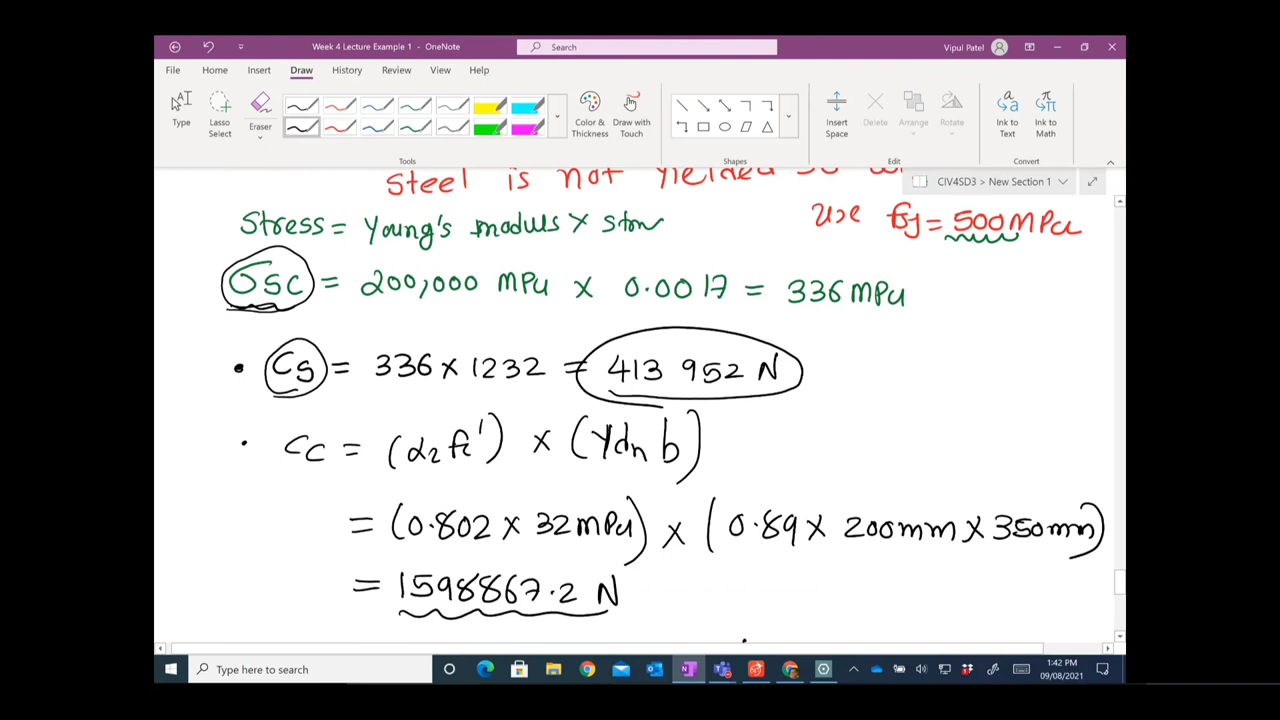 Week 4 Lecture Example 1 - OneNote
Search
Vipul Patel
File Home Insert Draw History Review View Help
Type
Lasso Select
Eraser
Color & Thickness
Draw with Touch
Insert Space
Delete
Arrange
Rotate
Ink to Text
Ink to Math
Tools
Shapes
Edit
Convert
CIV4SD3 > New Section 1
Steel is not yielded so
Use fsy = 500MPa
Stress = Young's modulus x
σsc = 200,000 MPa x 0.0017 = 336 MPa
• Cs = 336 x 1232 = 413 952 N
• Cc = (α2 fc') x (γdn b)
= (0.802 x 32 MPa) x (0.89 x 200mm x 350mm)
= 1598867.2 N
Type here to search
1:42 PM
09/08/2021